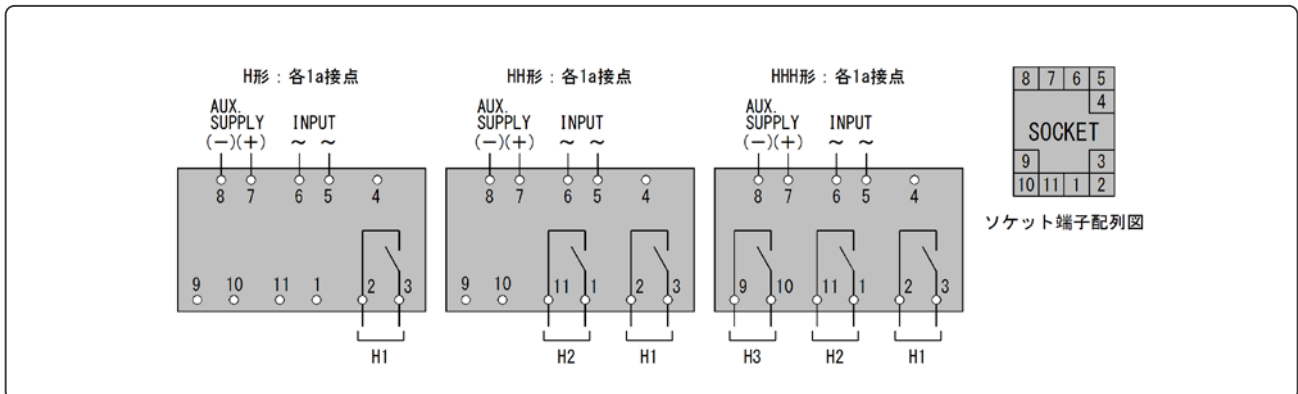 H形：各1a接点
AUX.
SUPPLY INPUT
(−)(+) ～ ～
8 7 6 5 4
9 10 11 1 2 3
H1
HH形：各1a接点
AUX.
SUPPLY INPUT
(−)(+) ～ ～
8 7 6 5 4
9 10 11 1 2 3
H2 H1
HHH形：各1a接点
AUX.
SUPPLY INPUT
(−)(+) ～ ～
8 7 6 5 4
9 10 11 1 2 3
H3 H2 H1
8 7 6 5
4
SOCKET
9 3
10 11 1 2
ソケット端子配列図